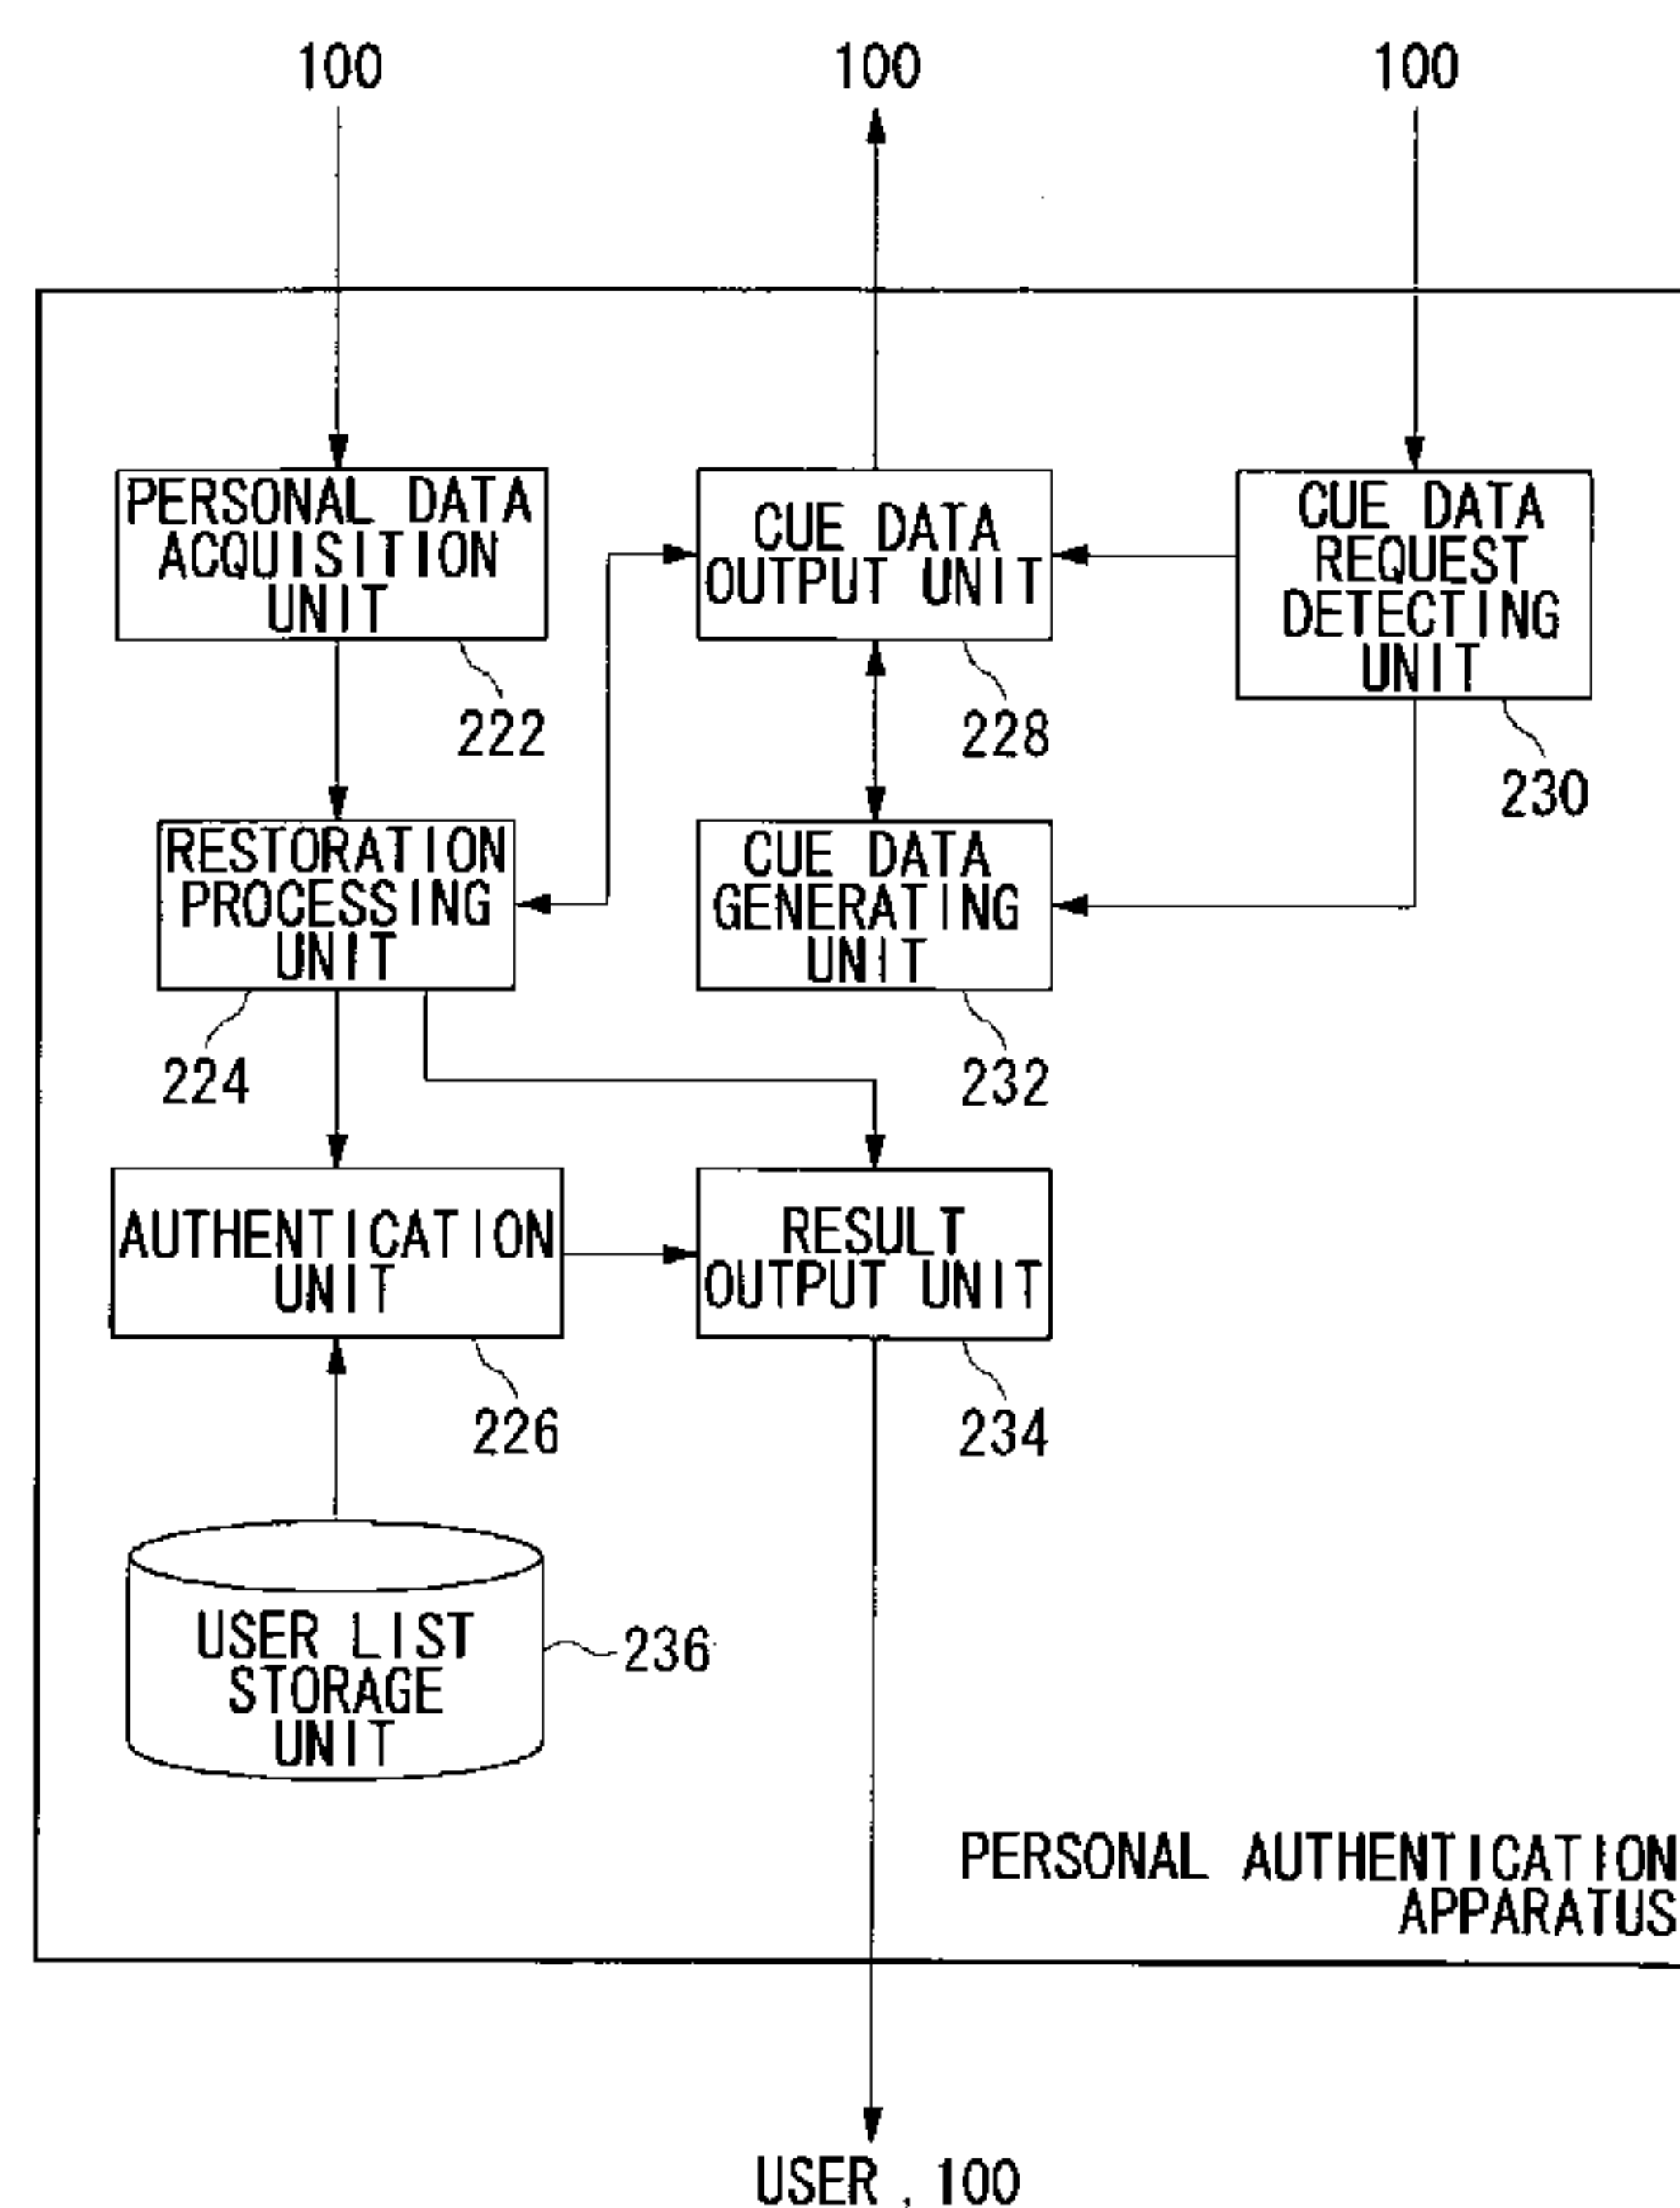 100
100
100
PERSONAL DATA
ACQUISITION
UNIT
222
CUE DATA
OUTPUT UNIT
228
CUE DATA
REQUEST
DETECTING
UNIT
230
RESTORATION
PROCESSING
UNIT
224
CUE DATA
GENERATING
UNIT
232
AUTHENTICATION
UNIT
226
RESULT
OUTPUT UNIT
234
USER LIST
STORAGE
UNIT
236
PERSONAL AUTHENTICATION
APPARATUS
USER , 100